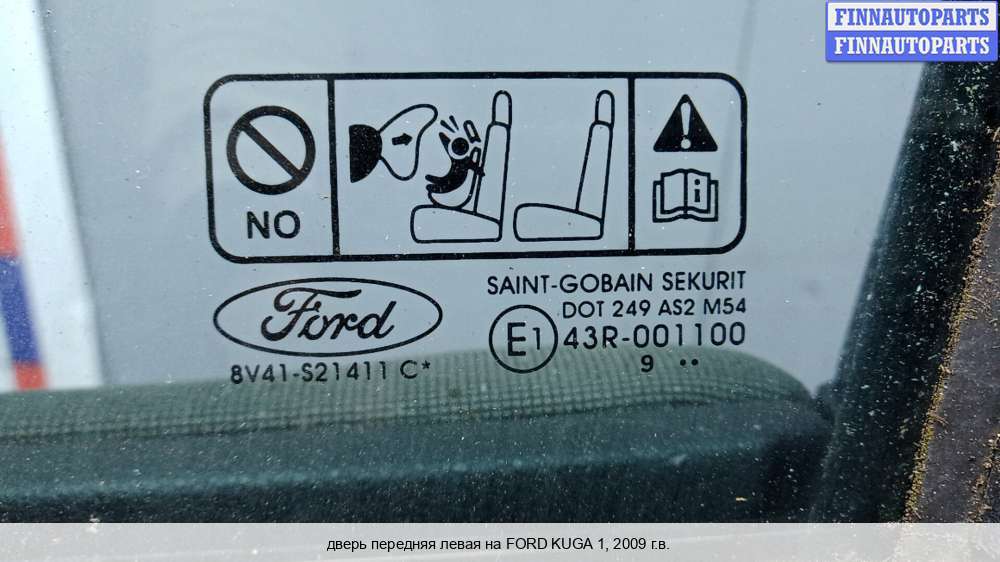 FINNAUTOPARTS
FINNAUTOPARTS
NO
i
Ford
8V41-S21411 C*
SAINT-GOBAIN SEKURIT
DOT 249 AS2 M54
E1 43R-001100
9 ••
дверь передняя левая на FORD KUGA 1, 2009 г.в.